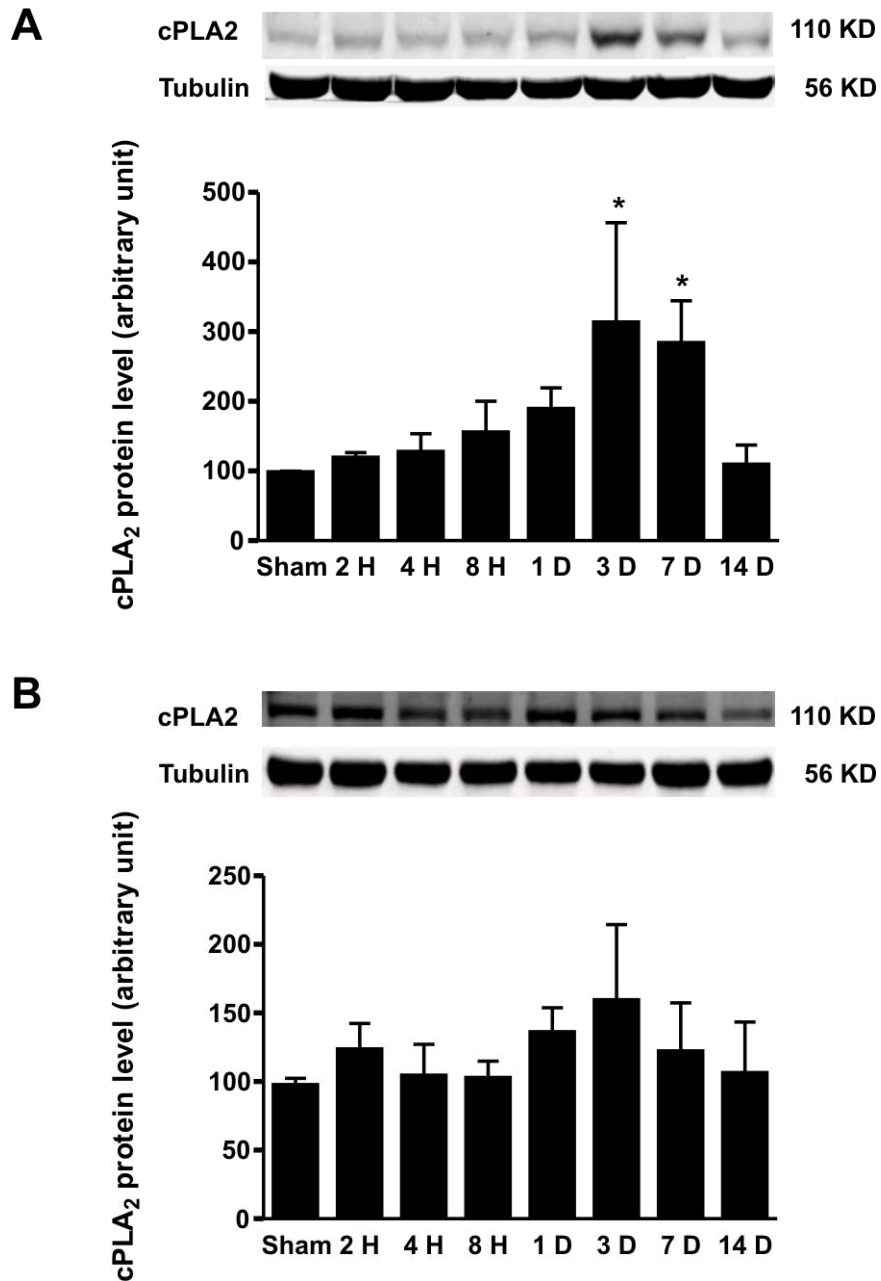 A
cPLA2 110 KD
Tubulin 56 KD
cPLA₂ protein level (arbitrary unit)
500
400
300
200
100
0
* *
Sham 2 H 4 H 8 H 1 D 3 D 7 D 14 D
B
cPLA2 110 KD
Tubulin 56 KD
cPLA₂ protein level (arbitrary unit)
250
200
150
100
50
0
Sham 2 H 4 H 8 H 1 D 3 D 7 D 14 D